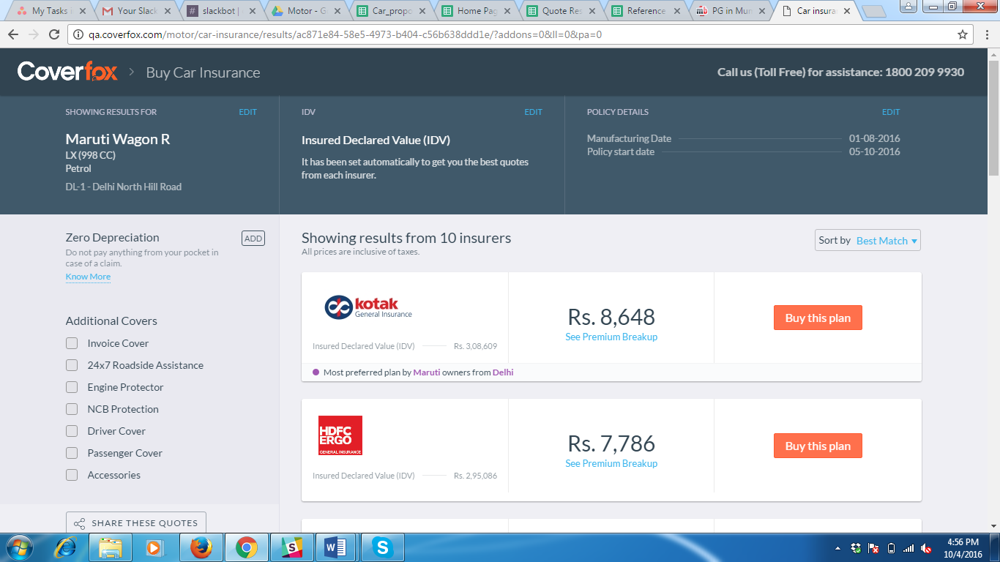 My Tasks
Your Slack
slackbot |
Motor - G
Car_propo
Home Pag
Quote Res
Reference
PG in Mun
Car insura
qa.coverfox.com/motor/car-insurance/results/ac871e84-58e5-4973-b404-c56b638ddd1e/?addons=0&ll=0&pa=0
Coverfox > Buy Car Insurance
Call us (Toll Free) for assistance: 1800 209 9930
SHOWING RESULTS FOR EDIT
Maruti Wagon R
LX (998 CC)
Petrol
DL-1 - Delhi North Hill Road
IDV EDIT
Insured Declared Value (IDV)
It has been set automatically to get you the best quotes
from each insurer.
POLICY DETAILS EDIT
Manufacturing Date 01-08-2016
Policy start date 05-10-2016
Zero Depreciation ADD
Do not pay anything from your pocket in
case of a claim.
Know More
Additional Covers
Invoice Cover
24x7 Roadside Assistance
Engine Protector
NCB Protection
Driver Cover
Passenger Cover
Accessories
SHARE THESE QUOTES
Showing results from 10 insurers
All prices are inclusive of taxes.
Sort by Best Match
kotak
General Insurance
Insured Declared Value (IDV) Rs. 3,08,609
Rs. 8,648
See Premium Breakup
Buy this plan
Most preferred plan by Maruti owners from Delhi
HDFC
ERGO
GENERAL INSURANCE
Insured Declared Value (IDV) Rs. 2,95,086
Rs. 7,786
See Premium Breakup
Buy this plan
4:56 PM
10/4/2016